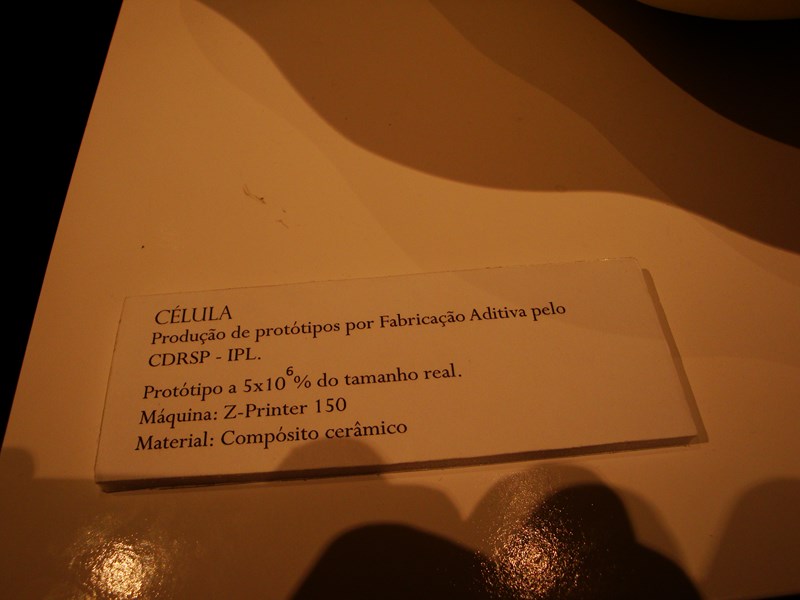 CÉLULA
Produção de protótipos por Fabricação Aditiva pelo
CDRSP - IPL.
Protótipo a 5x10⁶% do tamanho real.
Máquina: Z-Printer 150
Material: Compósito cerâmico